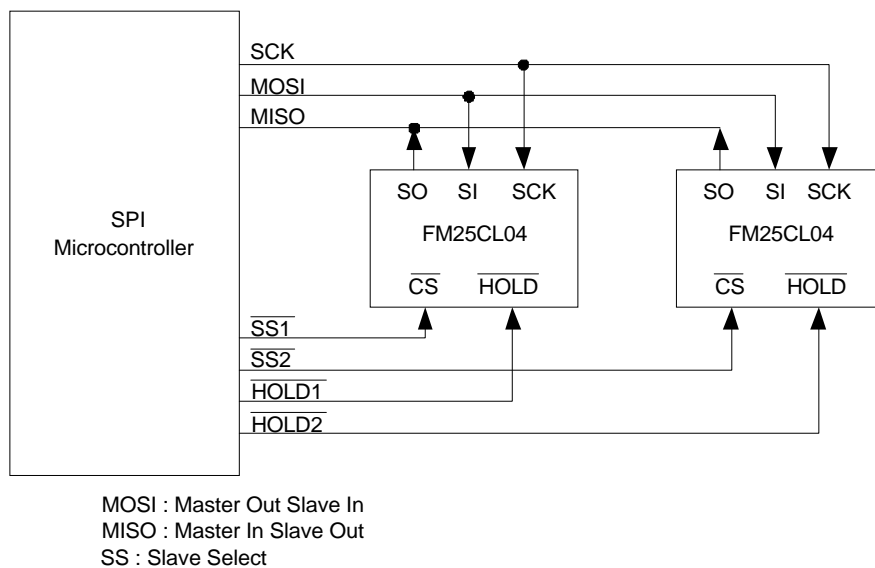 SCK
MOSI
MISO
SO SI SCK
FM25CL04
CS HOLD
SO SI SCK
FM25CL04
CS HOLD
SPI
Microcontroller
SS1
SS2
HOLD1
HOLD2
MOSI : Master Out Slave In
MISO : Master In Slave Out
SS : Slave Select